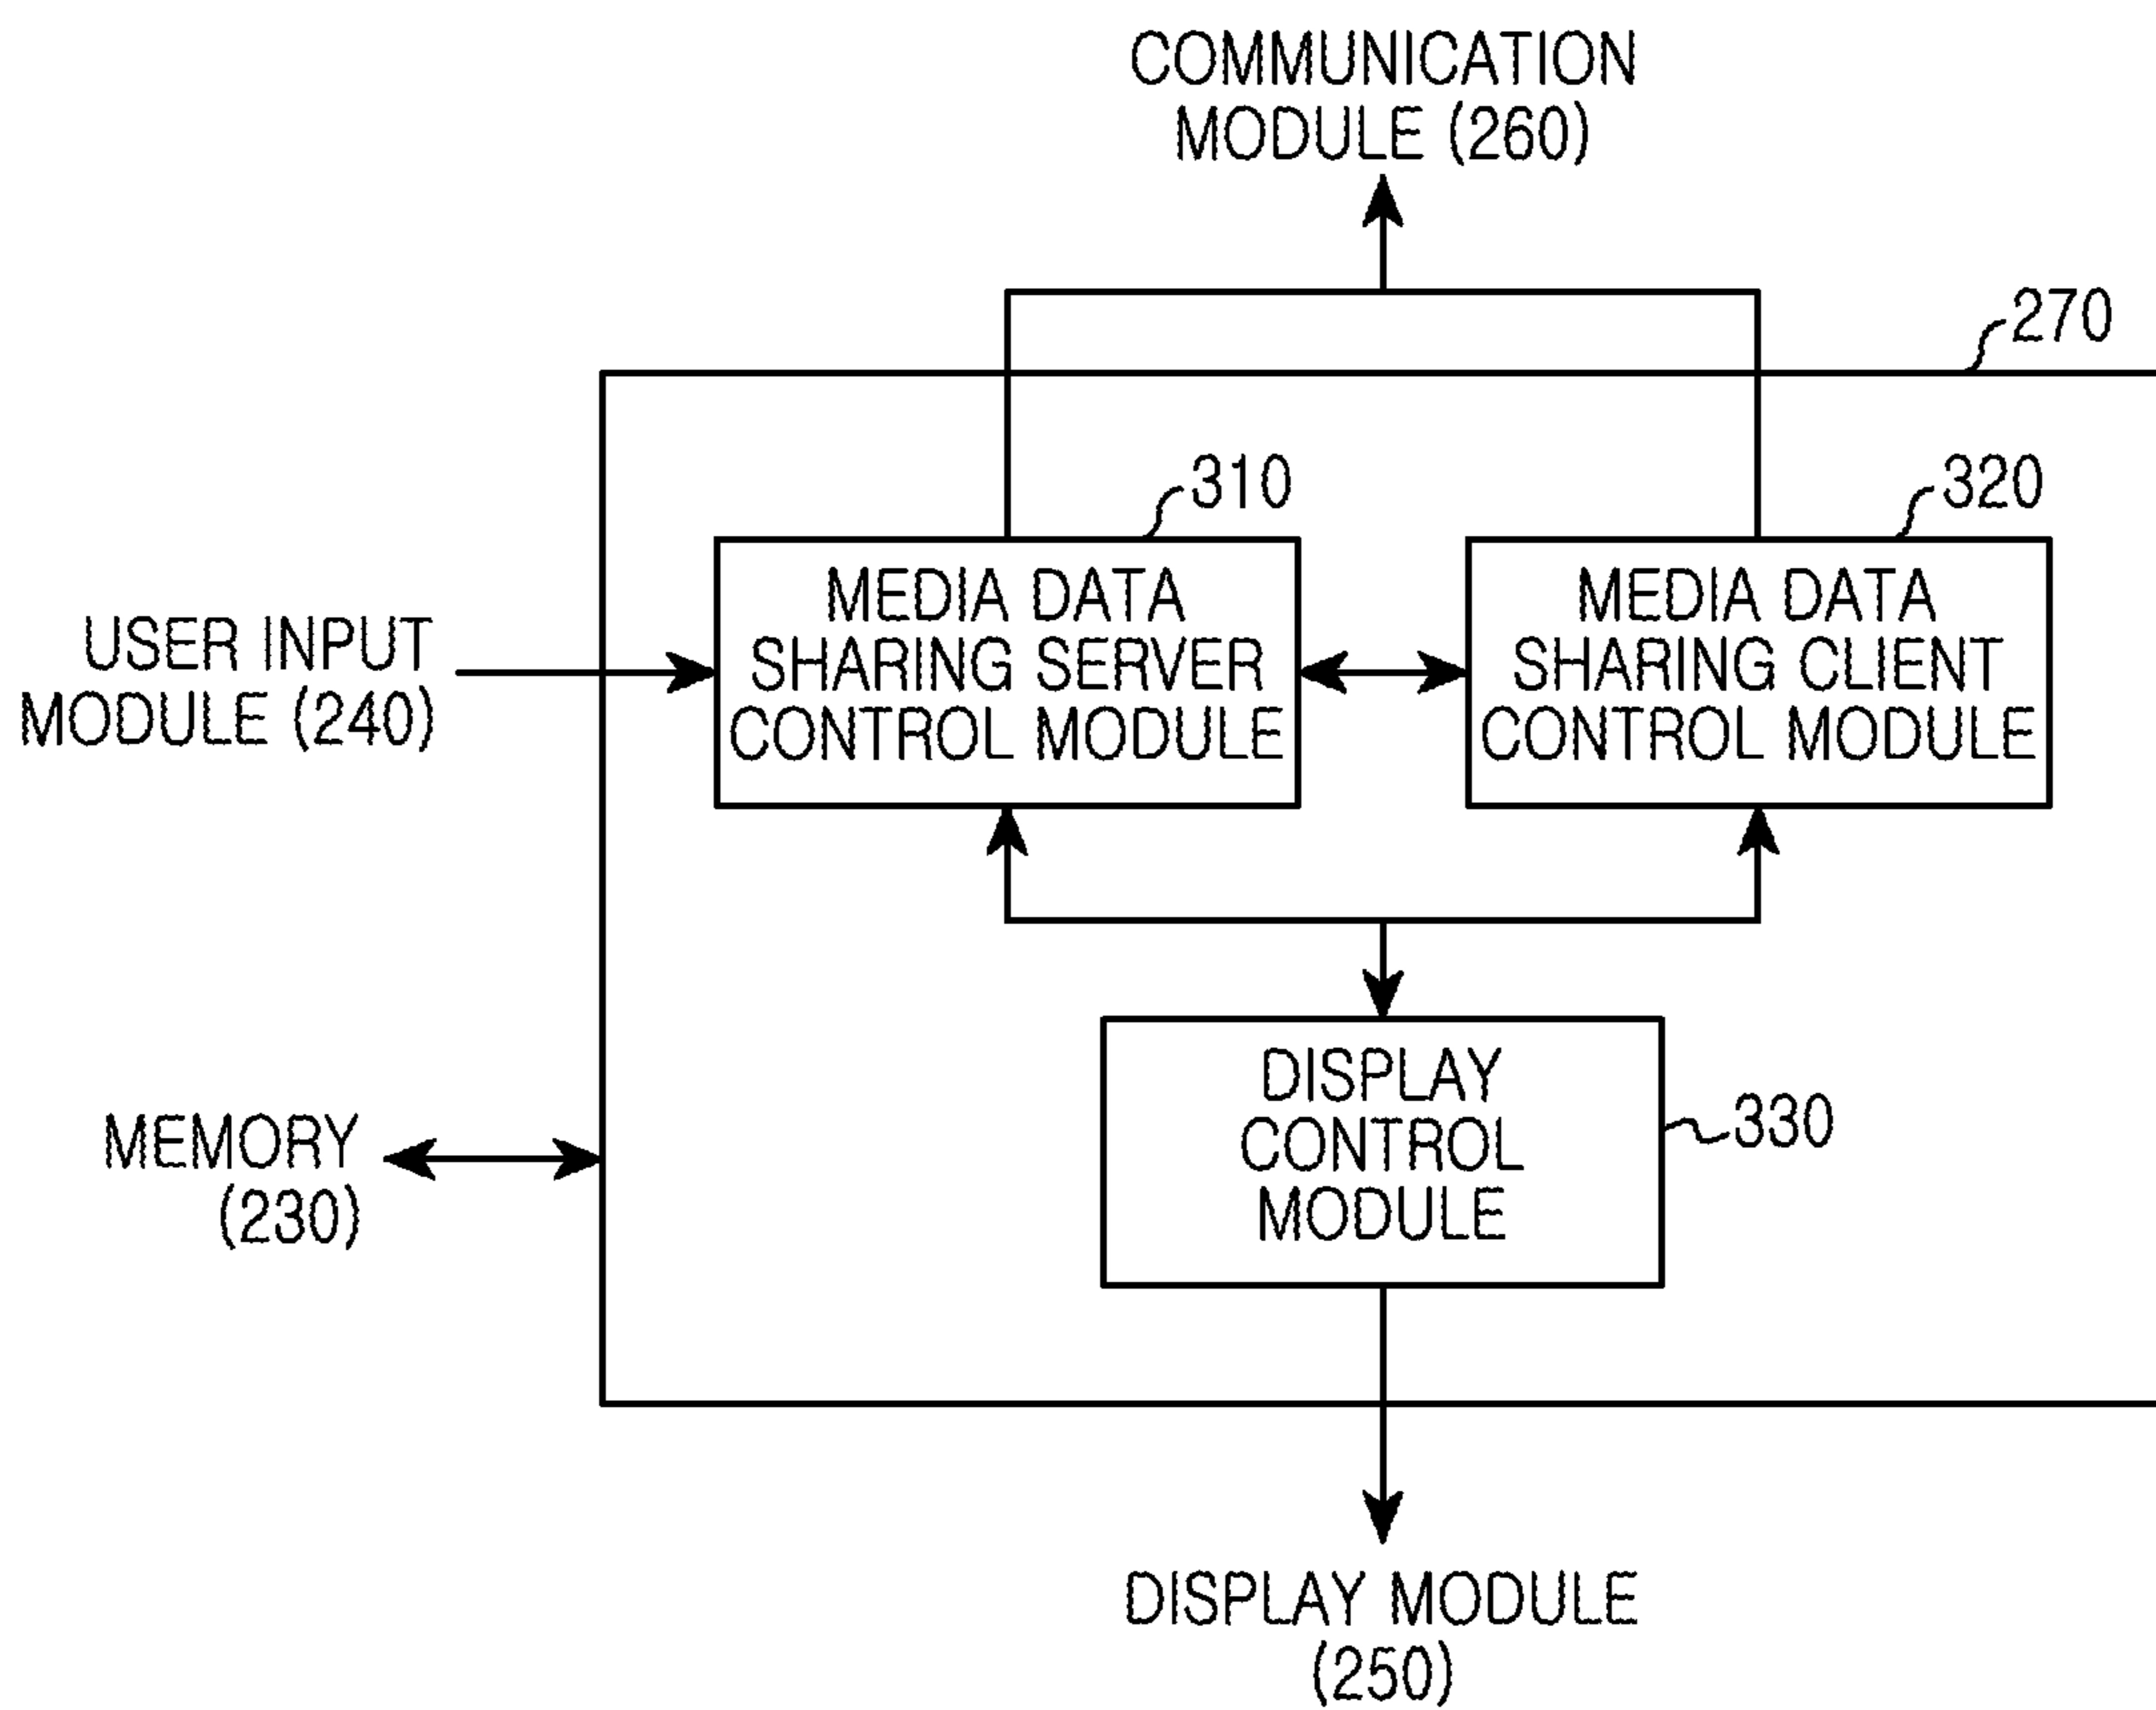 COMMUNICATION
MODULE (260)
270
310
320
MEDIA DATA
SHARING SERVER
CONTROL MODULE
MEDIA DATA
SHARING CLIENT
CONTROL MODULE
USER INPUT
MODULE (240)
DISPLAY
CONTROL
MODULE
330
MEMORY
(230)
DISPLAY MODULE
(250)